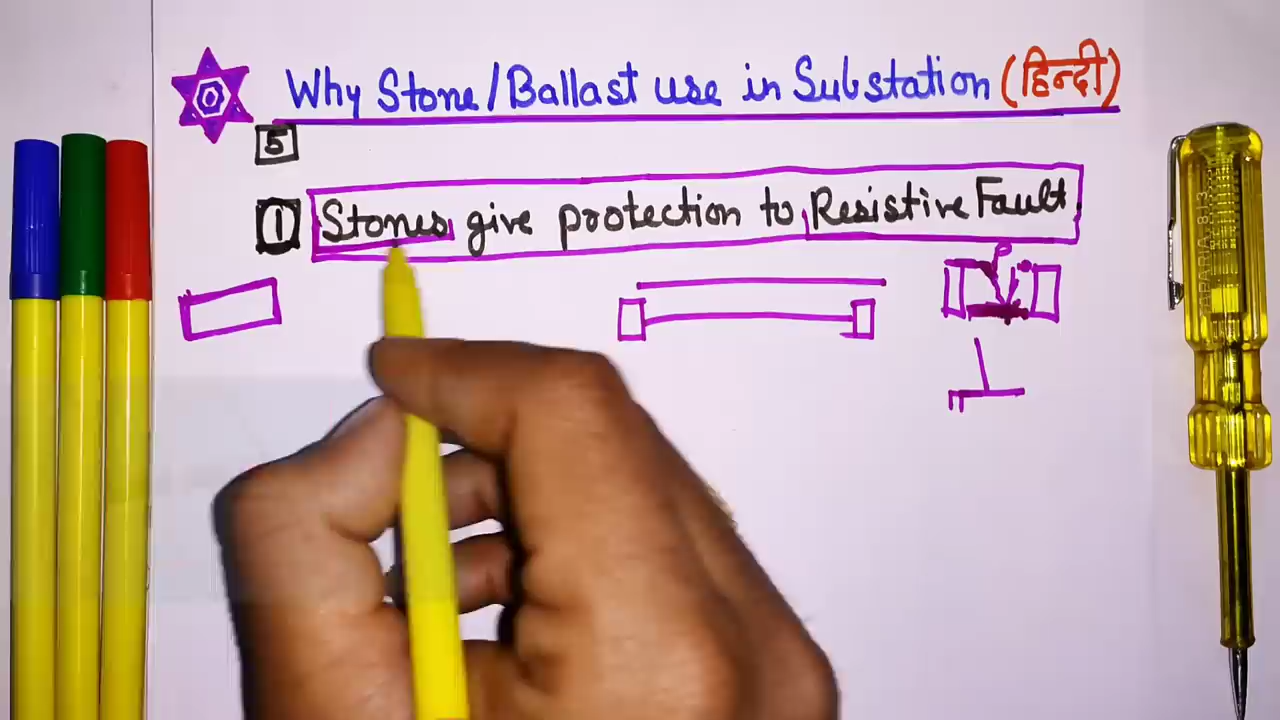 Why Stone/Ballast use in Substation (हिन्दी)
5
1 Stones give protection to Resistive Fault.